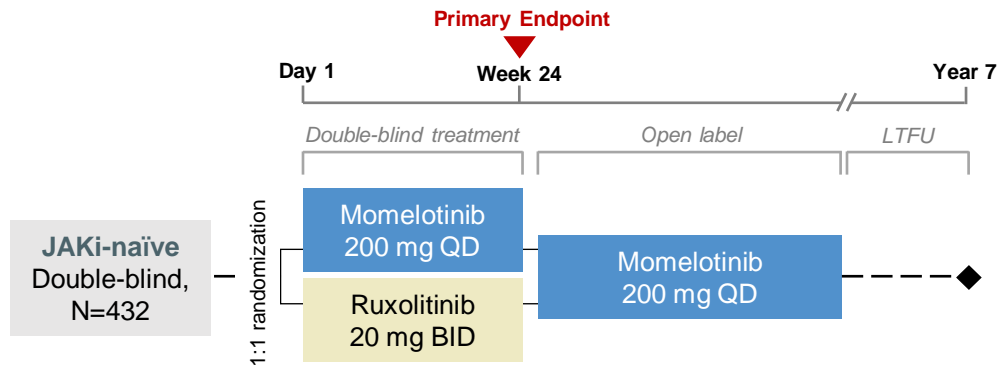 Primary Endpoint
Day 1
Week 24
Year 7
Double-blind treatment
Open label
LTFU
JAKi-naïve
Double-blind,
N=432
1:1 randomization
Momelotinib
200 mg QD
Ruxolitinib
20 mg BID
Momelotinib
200 mg QD